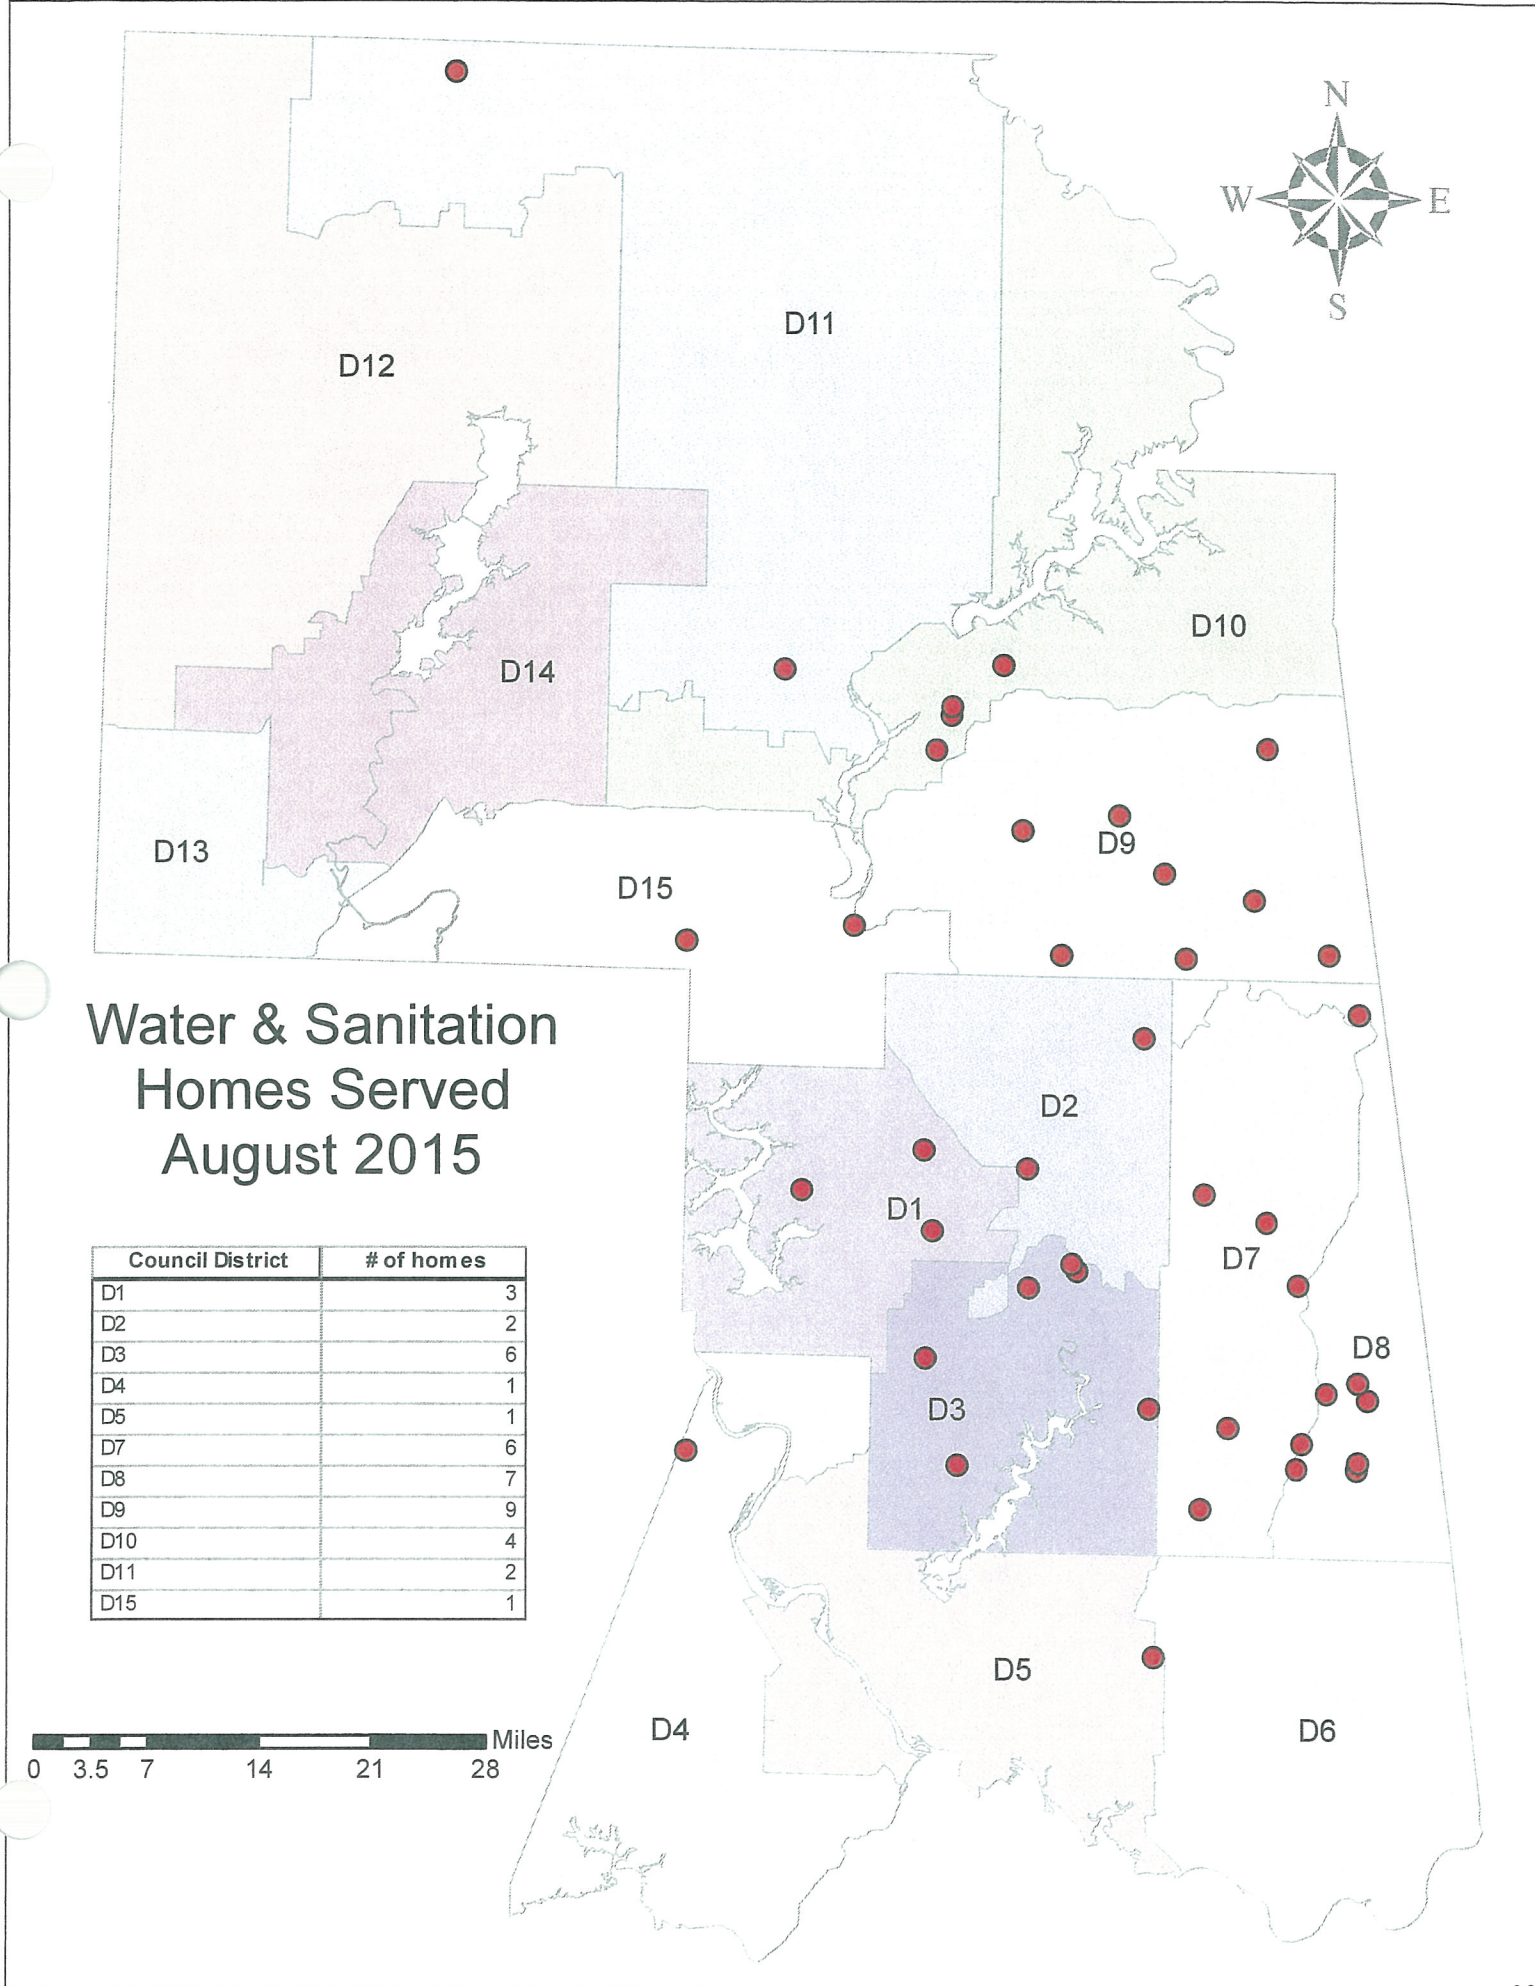 N
W E
S
D11
D12
D10
D14
D9
D13
D15
Water & Sanitation
Homes Served
August 2015
D2
D1
D7
D8
D3
Council District # of homes
D1 3
D2 2
D3 6
D4 1
D5 1
D7 6
D8 7
D9 9
D10 4
D11 2
D15 1
D5
D4
D6
Miles
0 3.5 7 14 21 28